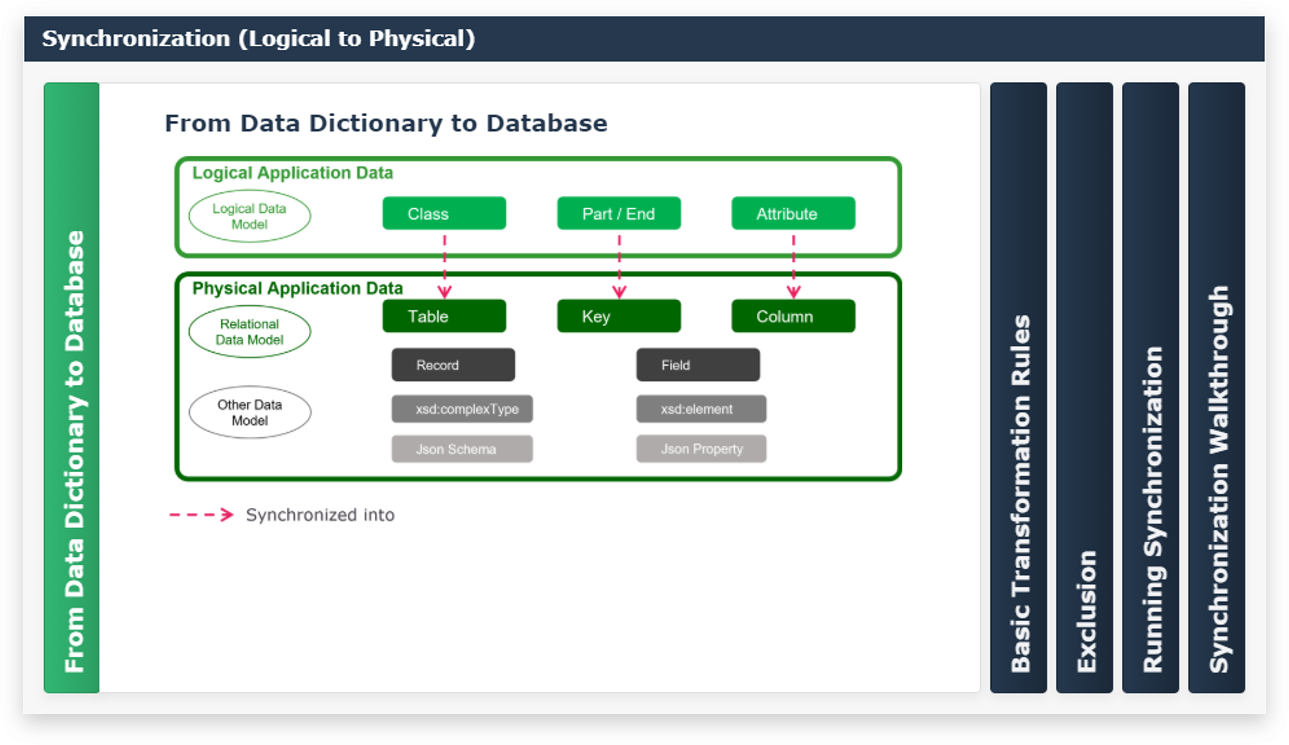 Synchronization (Logical to Physical)
From Data Dictionary to Database
From Data Dictionary to Database
Logical Application Data
Logical Data
Model
Class
Part / End
Attribute
Physical Application Data
Relational
Data Model
Table
Key
Column
Record
Field
Other Data
Model
xsd:complexType
xsd:element
Json Schema
Json Property
Synchronized into
Basic Transformation Rules
Exclusion
Running Synchronization
Synchronization Walkthrough